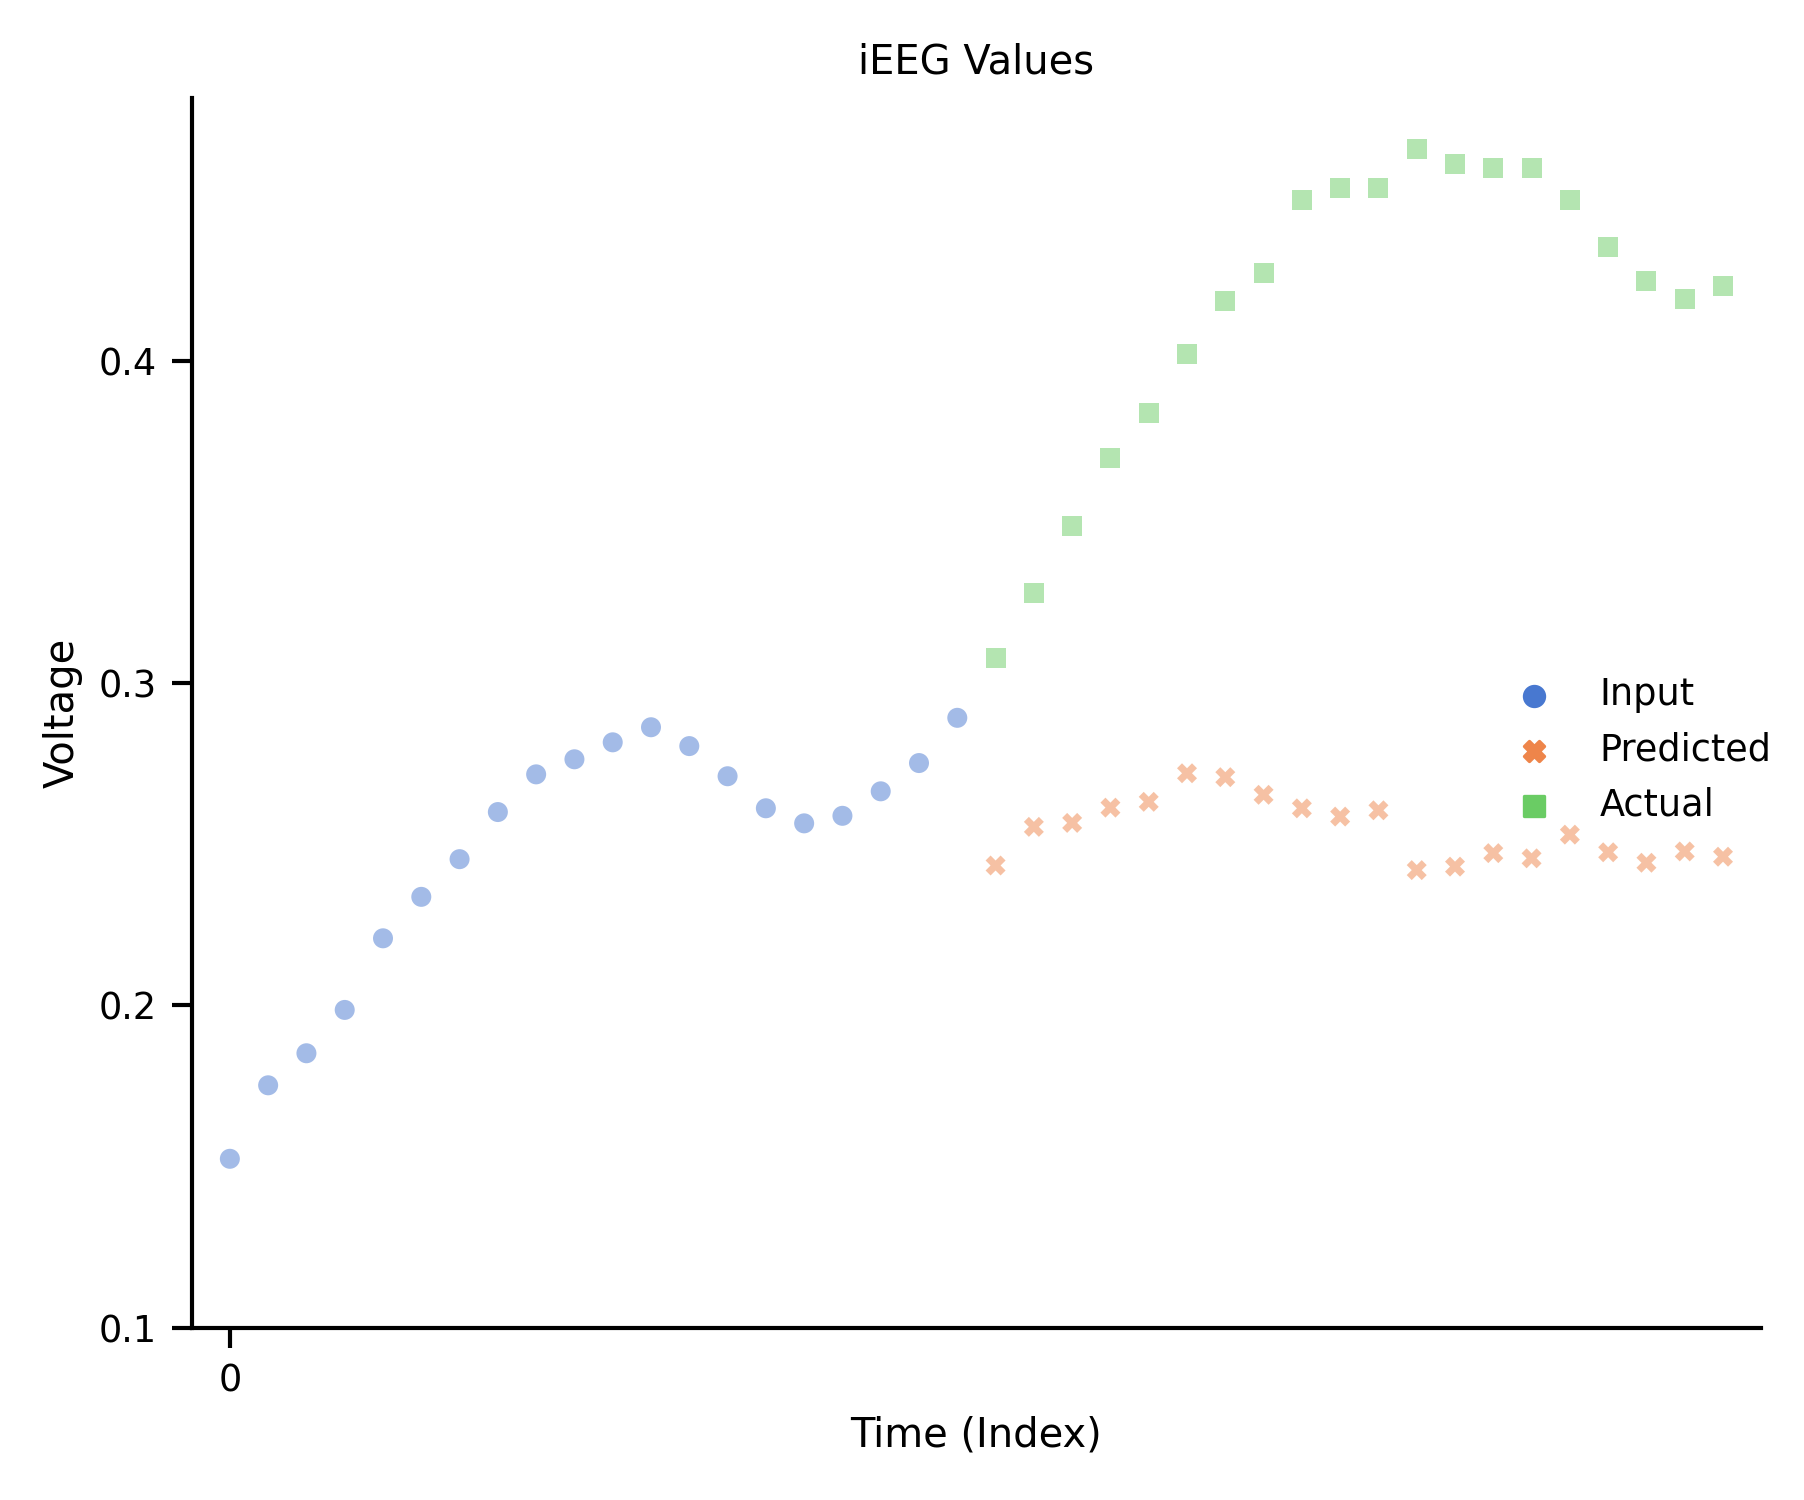 iEEG Values
Voltage
0.4
0.3
0.2
0.1
0
Time (Index)
Input
Predicted
Actual